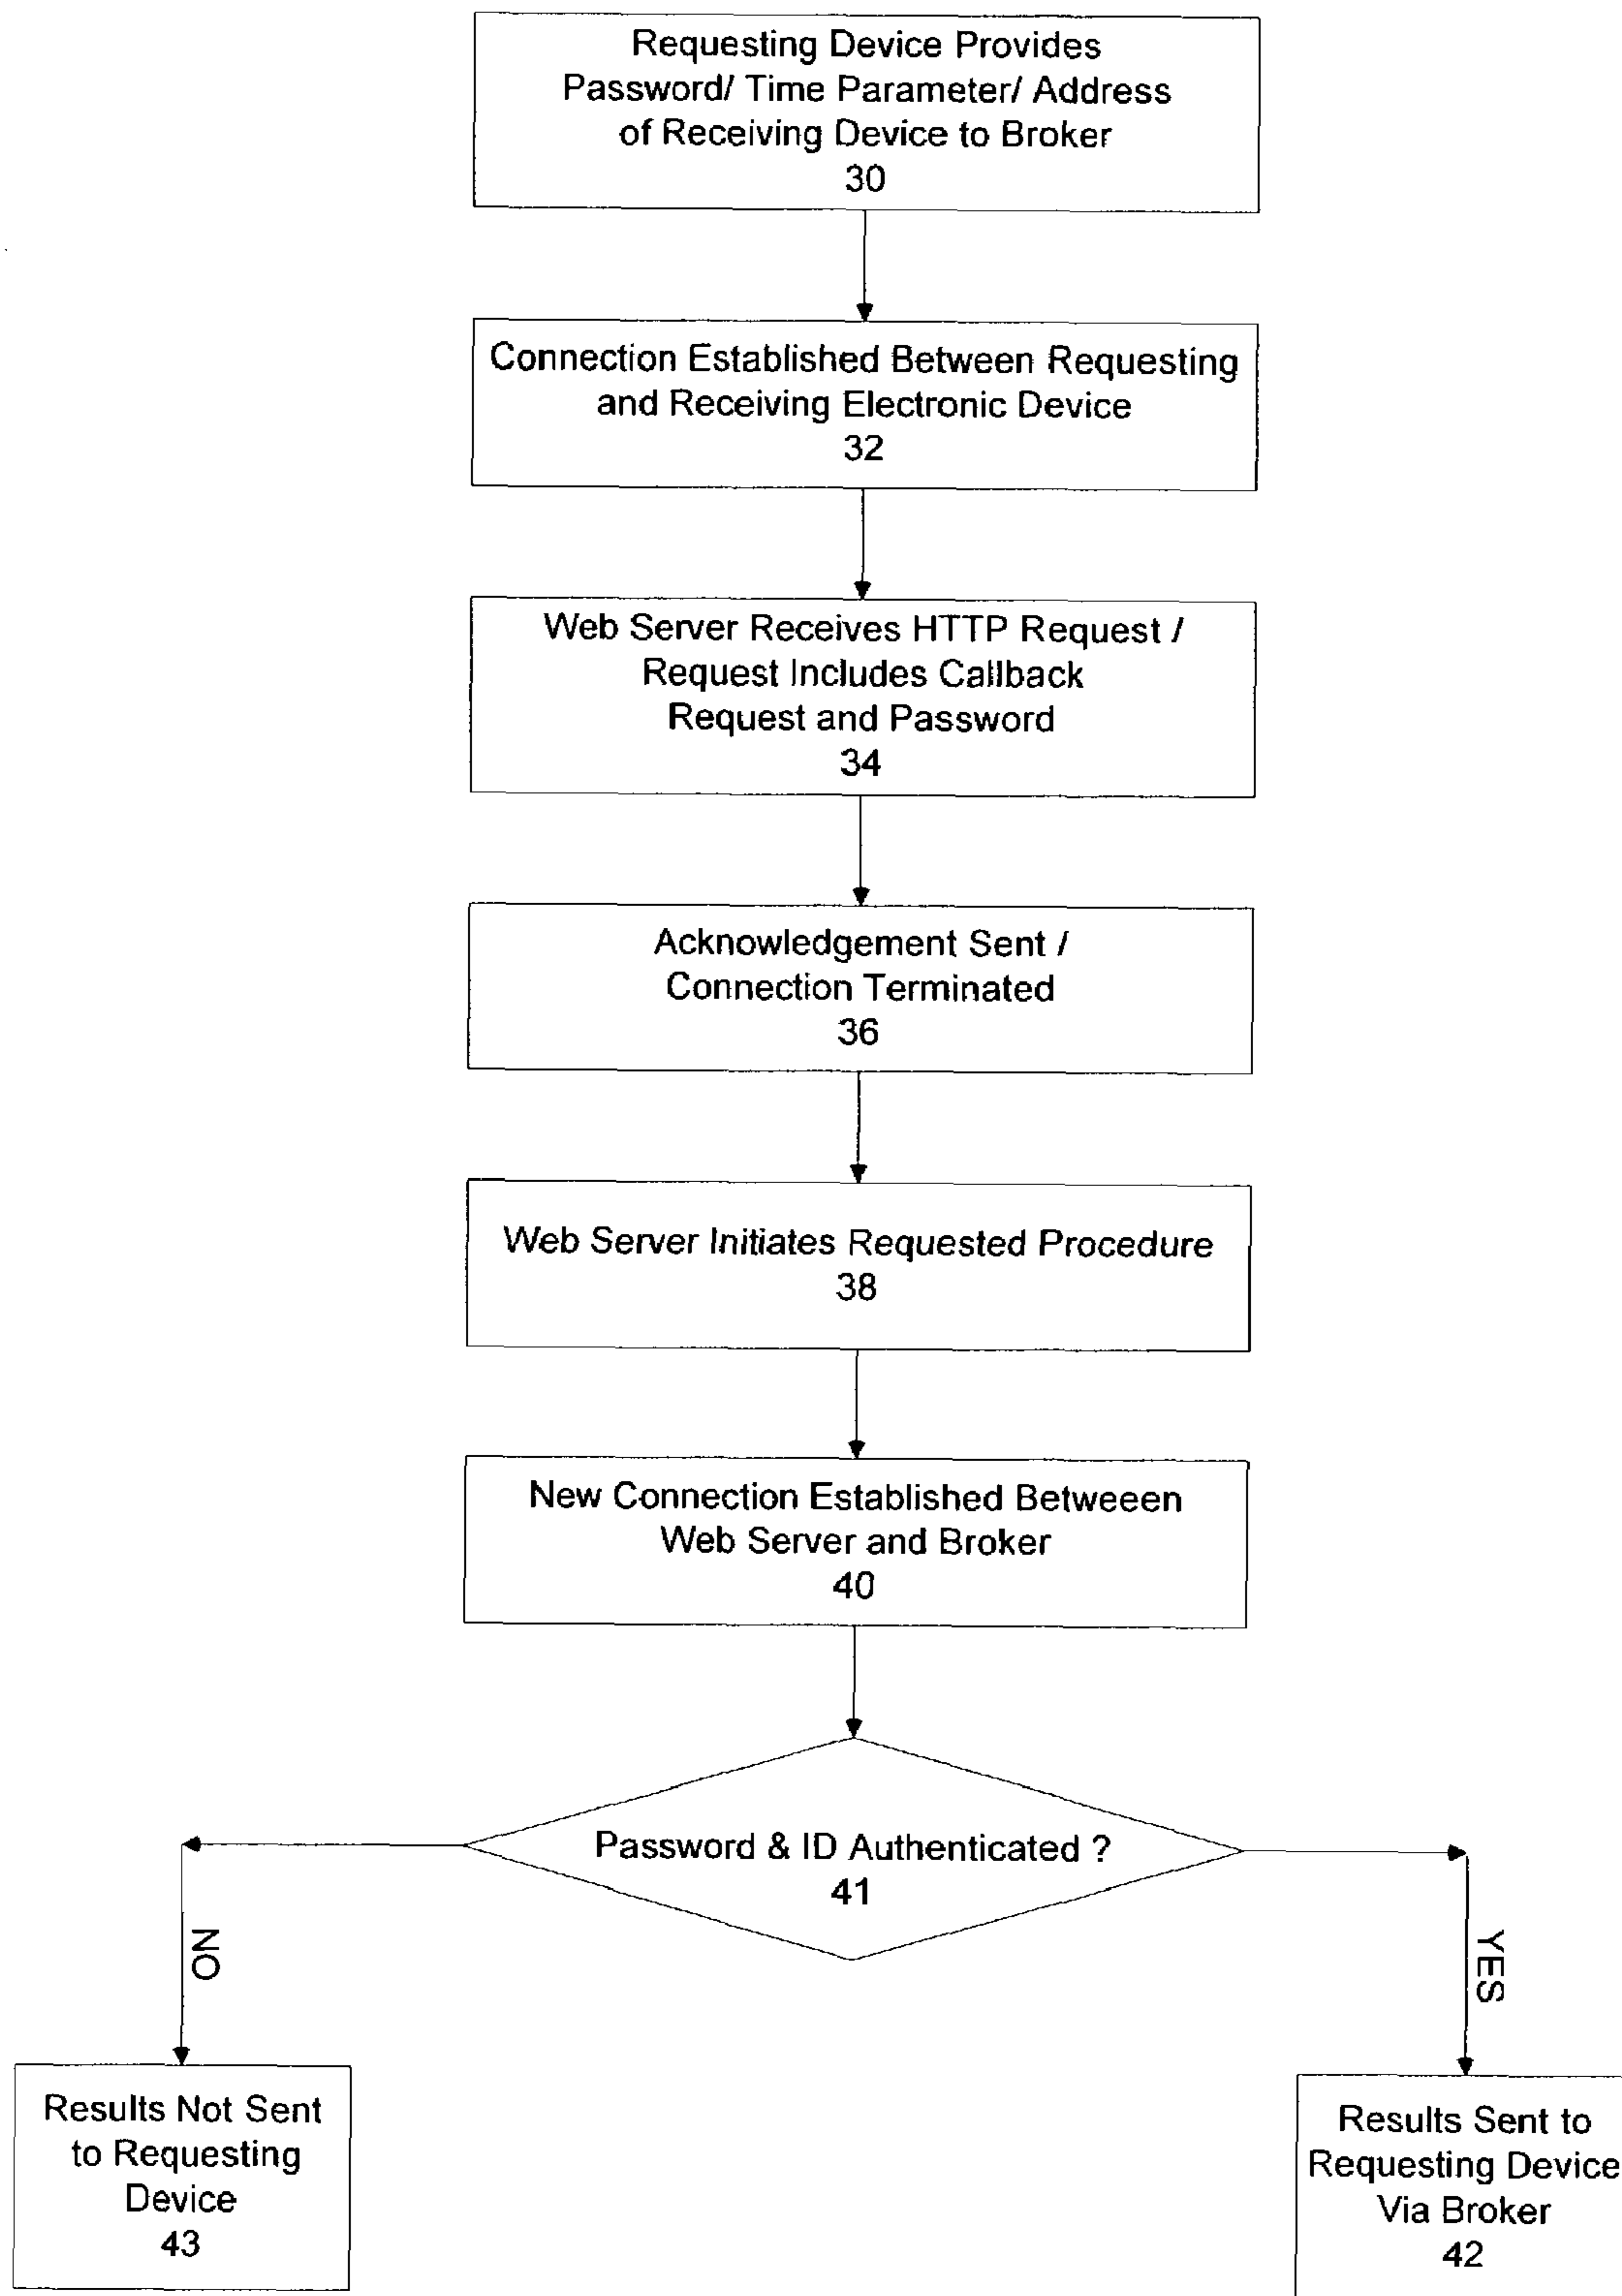 Requesting Device Provides
Password/ Time Parameter/ Address
of Receiving Device to Broker
30
Connection Established Between Requesting
and Receiving Electronic Device
32
Web Server Receives HTTP Request /
Request Includes Callback
Request and Password
34
Acknowledgement Sent /
Connection Terminated
36
Web Server Initiates Requested Procedure
38
New Connection Established Betweeen
Web Server and Broker
40
Password & ID Authenticated ?
41
NO
YES
Results Not Sent
to Requesting
Device
43
Results Sent to
Requesting Device
Via Broker
42